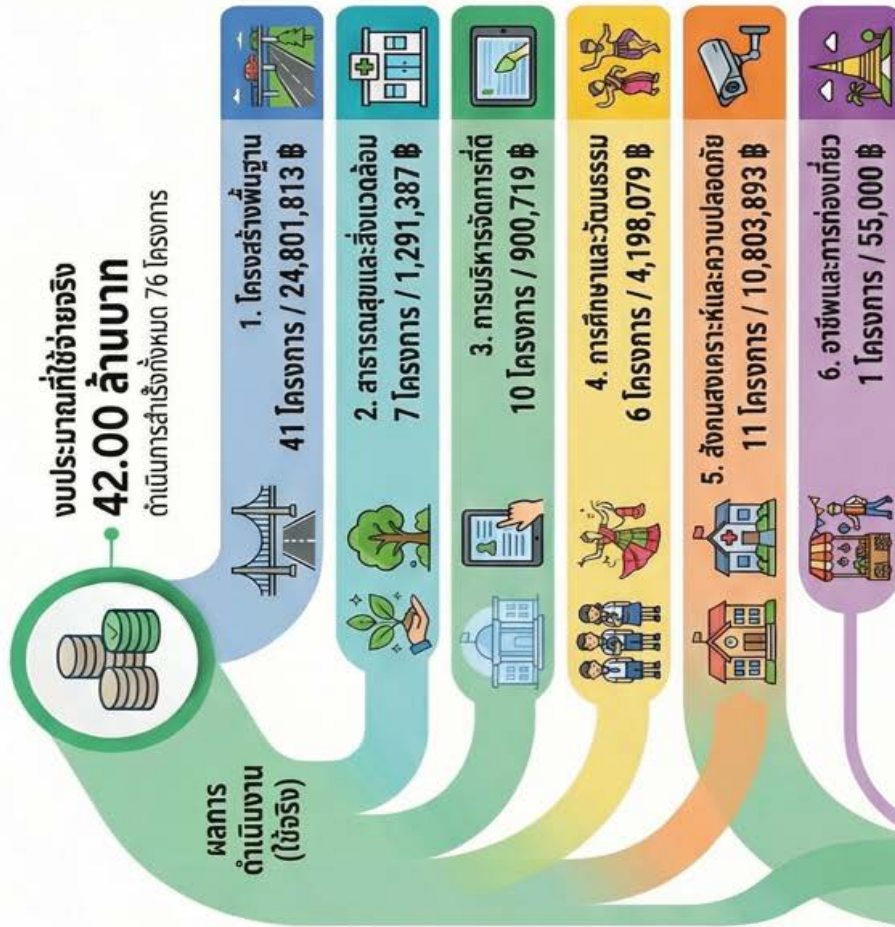 งบประมาณที่ใช้จ่ายจริง
42.00 ล้านบาท
ดำเนินการสำเร็จทั้งหมด 76 โครงการ
ผลการ
ดำเนินงาน
(ใช้จริง)
1. โครงสร้างพื้นฐาน
41 โครงการ / 24,801,813 ฿
2. สาธารณสุขและสิ่งแวดล้อม
7 โครงการ / 1,291,387 ฿
3. การบริหารจัดการที่ดี
10 โครงการ / 900,719 ฿
4. การศึกษาและวัฒนธรรม
6 โครงการ / 4,198,079 ฿
5. สังคมสงเคราะห์และความปลอดภัย
11 โครงการ / 10,803,893 ฿
6. อาชีพและการท่องเที่ยว
1 โครงการ / 55,000 ฿